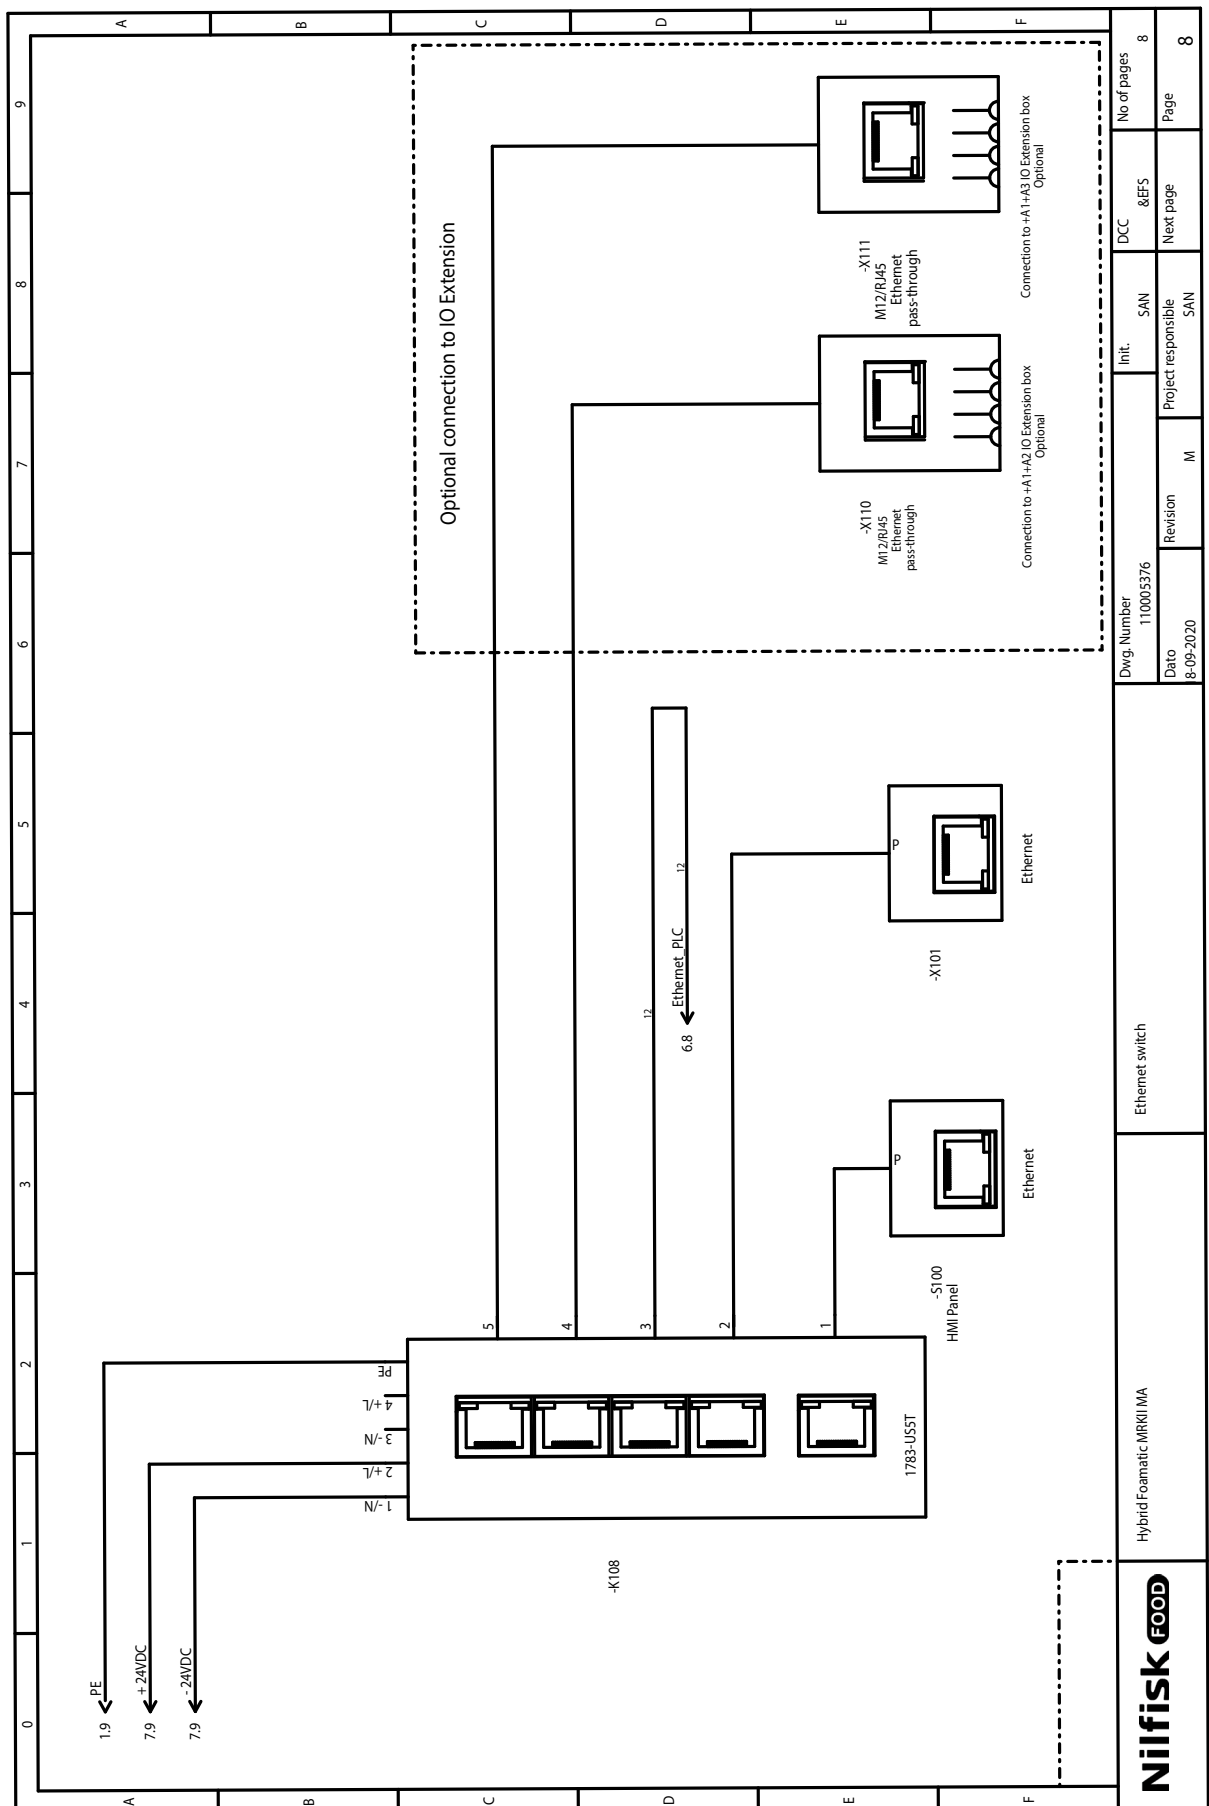 0 1 2 3 4 5 6 7 8 9
A A
B B
C C
D D
E E
F F
1.9 PE
7.9 + 24VDC
7.9 - 24VDC
1 -/N
2 +/L
3 -/N
4 +/L
PE
-K108
1783-US5T
5
4
3
2
1
12
12
6.8
Ethernet_PLC
-S100
HMI Panel
P
Ethernet
-X101
P
Ethernet
Optional connection to IO Extension
-X110
M12/RJ45
Ethernet
pass-through
Connection to +A1+A2 IO Extension box
Optional
-X111
M12/RJ45
Ethernet
pass-through
Connection to +A1+A3 IO Extension box
Optional
Nilfisk FOOD
Hybrid Foamatic MRKII MA
Ethernet switch
Dwg. Number
110005376
Init.
SAN
DCC
&EFS
No of pages
8
Dato
8-09-2020
Revision
M
Project responsible
SAN
Next page
Page
8